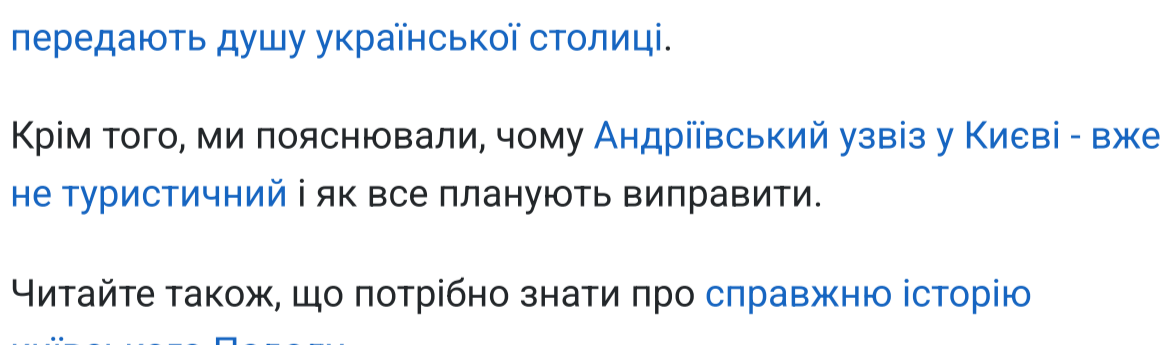 передають душу української столиці.
Крім того, ми пояснювали, чому Андріївський узвіз у Києві - вже
не туристичний і як все планують виправити.
Читайте також, що потрібно знати про справжню історію